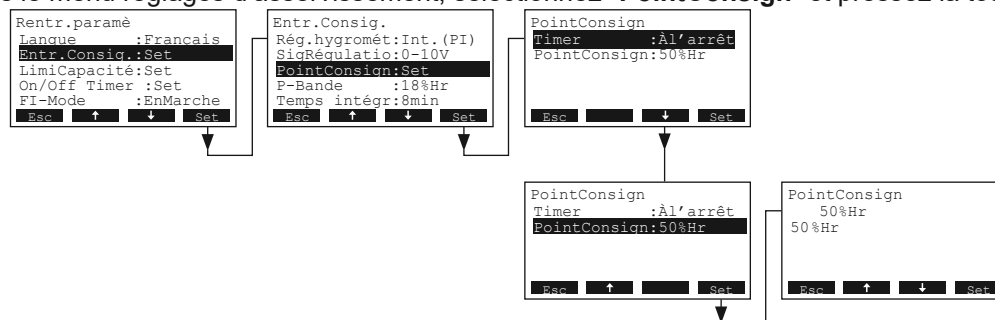 Rentr.paramè
Langue :Francais
Entr.Consig.:Set
LimiCapacité:Set
On/Off Timer :Set
FI-Mode :EnMarche
Esc ↑ ↓ Set
Entr.Consig.
Rég.hygromét:Int.(PI)
SigRégulatio:0-10V
PointConsign:Set
P-Bande :18%Hr
Temps intégr:8min
Esc ↑ ↓ Set
PointConsign
Timer :Àl'arrêt
PointConsign:50%Hr
Esc ↓ Set
PointConsign
Timer :Àl'arrêt
PointConsign:50%Hr
Esc ↑ Set
PointConsign
50%Hr
50%Hr
Esc ↑ ↓ Set